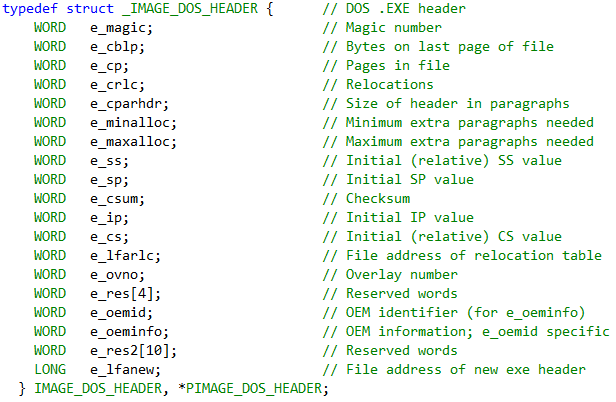 typedef struct _IMAGE_DOS_HEADER {      // DOS .EXE header
    WORD   e_magic;                     // Magic number
    WORD   e_cblp;                      // Bytes on last page of file
    WORD   e_cp;                        // Pages in file
    WORD   e_crlc;                      // Relocations
    WORD   e_cparhdr;                   // Size of header in paragraphs
    WORD   e_minalloc;                  // Minimum extra paragraphs needed
    WORD   e_maxalloc;                  // Maximum extra paragraphs needed
    WORD   e_ss;                        // Initial (relative) SS value
    WORD   e_sp;                        // Initial SP value
    WORD   e_csum;                      // Checksum
    WORD   e_ip;                        // Initial IP value
    WORD   e_cs;                        // Initial (relative) CS value
    WORD   e_lfarlc;                    // File address of relocation table
    WORD   e_ovno;                      // Overlay number
    WORD   e_res[4];                    // Reserved words
    WORD   e_oemid;                     // OEM identifier (for e_oeminfo)
    WORD   e_oeminfo;                   // OEM information; e_oemid specific
    WORD   e_res2[10];                  // Reserved words
    LONG   e_lfanew;                    // File address of new exe header
  } IMAGE_DOS_HEADER, *PIMAGE_DOS_HEADER;